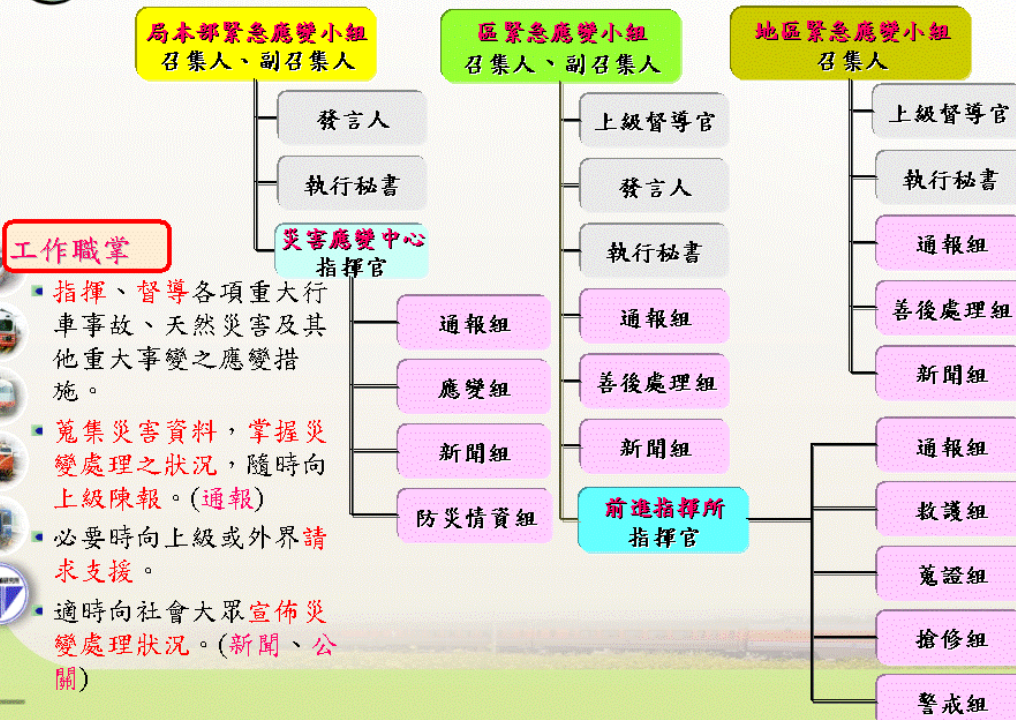 局本部緊急應變小組
召集人、副召集人
發言人
執行秘書
災害應變中心
指揮官
通報組
應變組
新聞組
防災情資組
區緊急應變小組
召集人、副召集人
上級督導官
發言人
執行秘書
通報組
善後處理組
新聞組
前進指揮所
指揮官
地區緊急應變小組
召集人
上級督導官
執行秘書
通報組
善後處理組
新聞組
通報組
救護組
蒐證組
搶修組
警戒組
工作職掌
指揮、督導各項重大行
車事故、天然災害及其
他重大事變之應變措
施。
蒐集災害資料，掌握災
變處理之狀況，隨時向
上級陳報。(通報)
必要時向上級或外界請
求支援。
適時向社會大眾宣佈災
變處理狀況。(新聞、公
關)